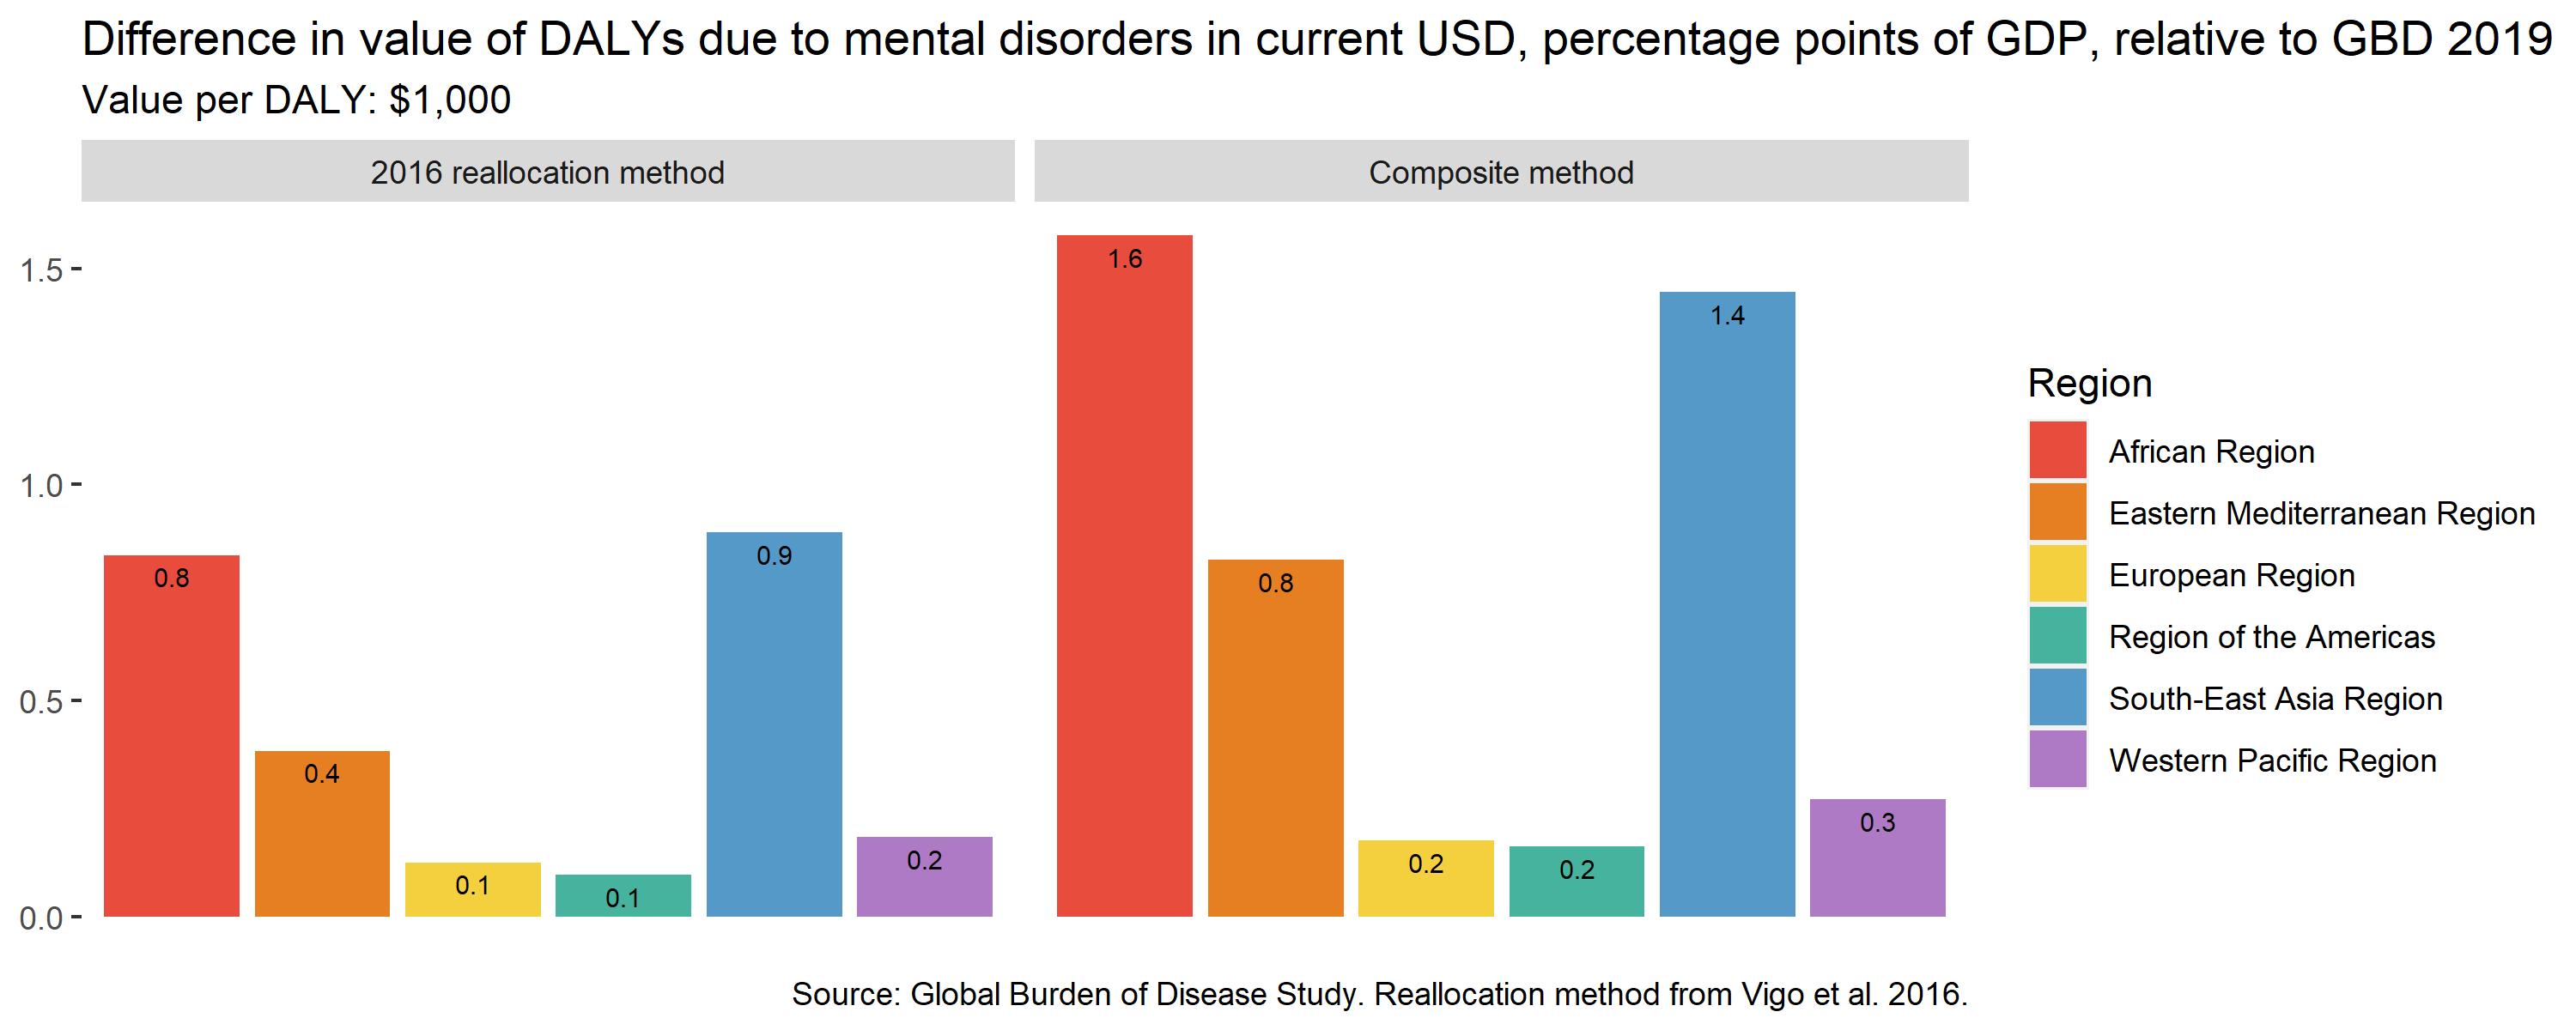 Difference in value of DALYs due to mental disorders in current USD, percentage points of GDP, relative to GBD 2019
Value per DALY: $1,000
2016 reallocation method
Composite method
1.5
1.0
0.5
0.0
0.8
0.4
0.1
0.1
0.9
0.2
1.6
0.8
0.2
0.2
1.4
0.3
Region
African Region
Eastern Mediterranean Region
European Region
Region of the Americas
South-East Asia Region
Western Pacific Region
Source: Global Burden of Disease Study. Reallocation method from Vigo et al. 2016.